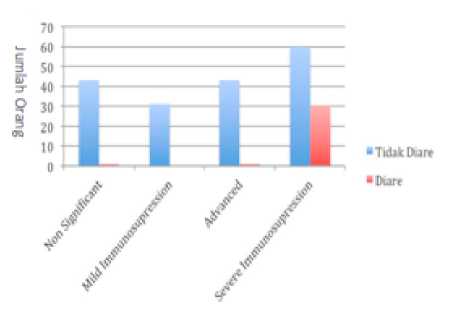 Jumlah Orang
70
60
50
40
30
20
10
0
Non Significant
Mild Immunosupression
Advanced
Severe Immunosupression
Tidak Diare
Diare